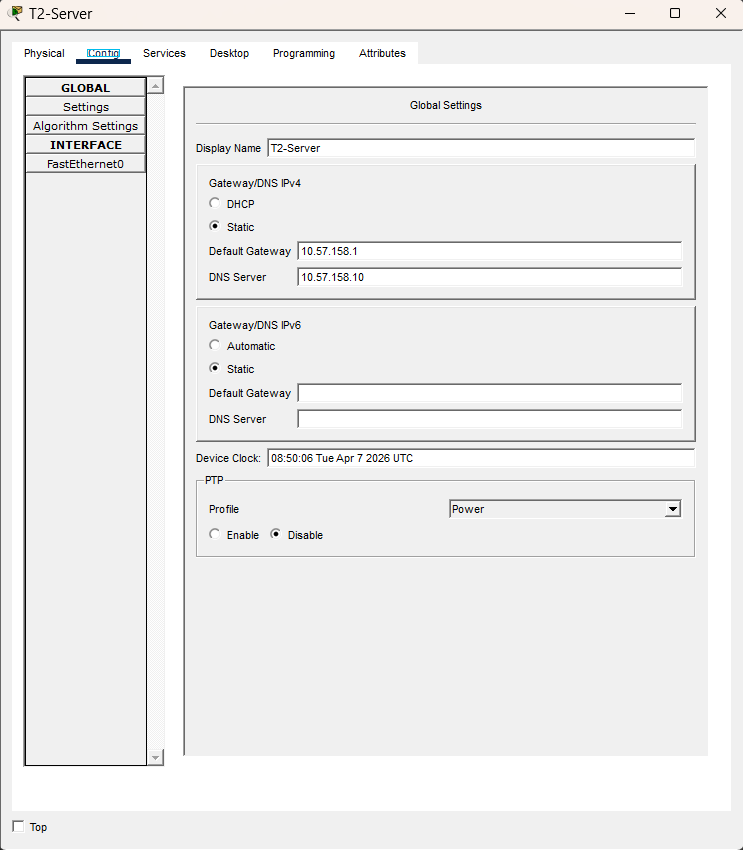 T2-Server
Physical Config Services Desktop Programming Attributes
GLOBAL
Settings
Algorithm Settings
INTERFACE
FastEthernet0
Global Settings
Display Name T2-Server
Gateway/DNS IPv4
DHCP
Static
Default Gateway 10.57.158.1
DNS Server 10.57.158.10
Gateway/DNS IPv6
Automatic
Static
Default Gateway
DNS Server
Device Clock: 08:50:06 Tue Apr 7 2026 UTC
PTP
Profile Power
Enable Disable
Top